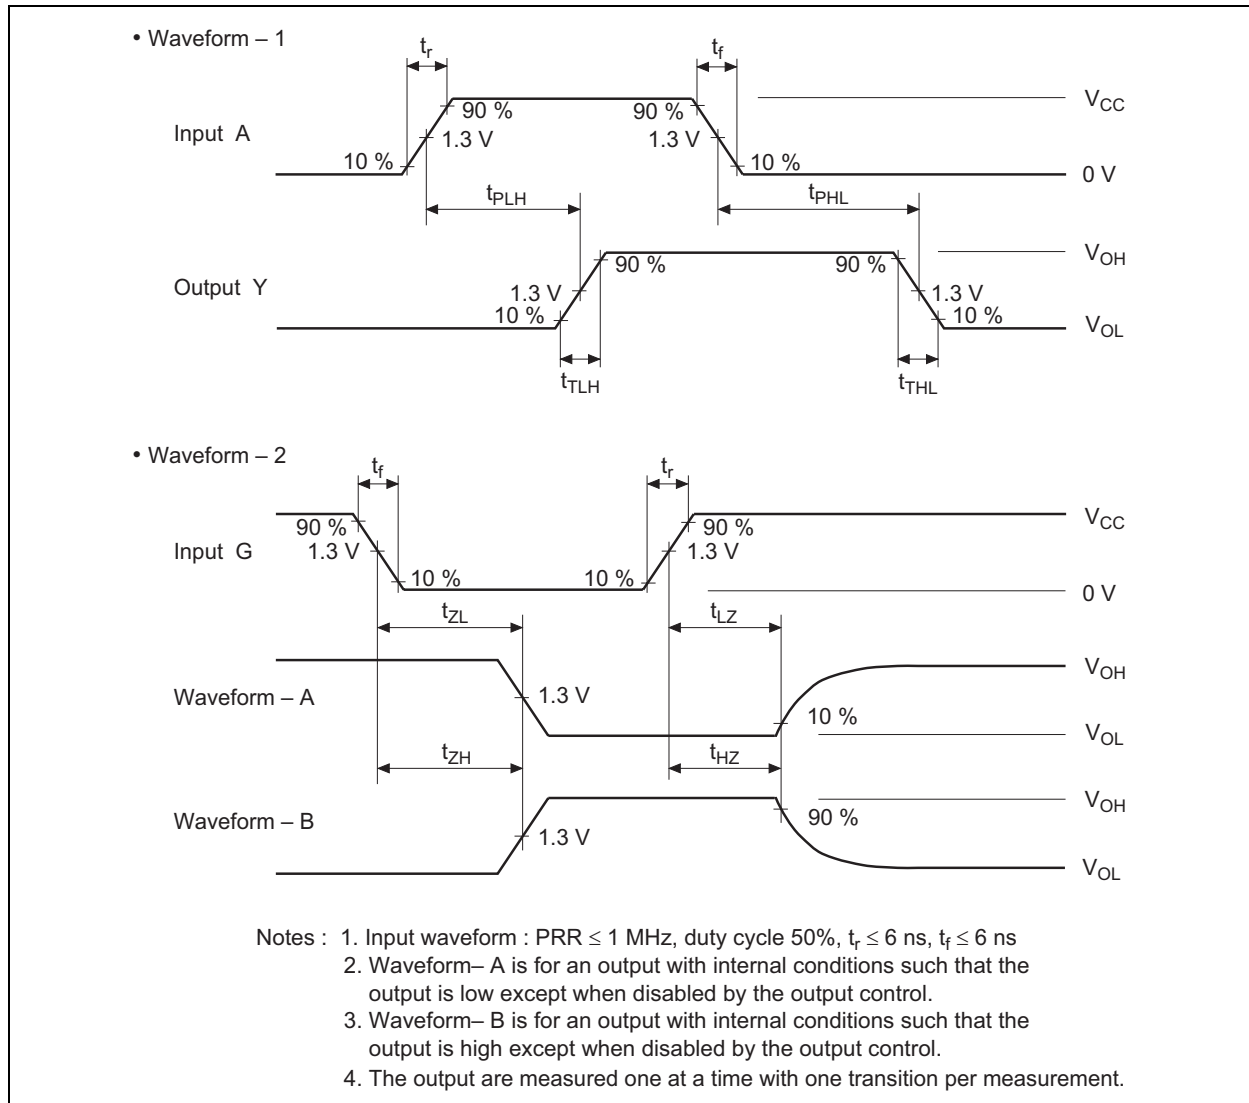 • Waveform – 1
tr
tf
Input A
10 %
90 %
1.3 V
90 %
1.3 V
10 %
VCC
0 V
tPLH
tPHL
Output Y
10 %
1.3 V
90 %
90 %
1.3 V
10 %
VOH
VOL
tTLH
tTHL
• Waveform – 2
tf
tr
Input G
90 %
1.3 V
10 %
10 %
90 %
1.3 V
VCC
0 V
tZL
tLZ
Waveform – A
1.3 V
10 %
VOH
VOL
tZH
tHZ
Waveform – B
1.3 V
90 %
VOH
VOL
Notes : 1. Input waveform : PRR ≤ 1 MHz, duty cycle 50%, tr ≤ 6 ns, tf ≤ 6 ns
2. Waveform– A is for an output with internal conditions such that the
output is low except when disabled by the output control.
3. Waveform– B is for an output with internal conditions such that the
output is high except when disabled by the output control.
4. The output are measured one at a time with one transition per measurement.